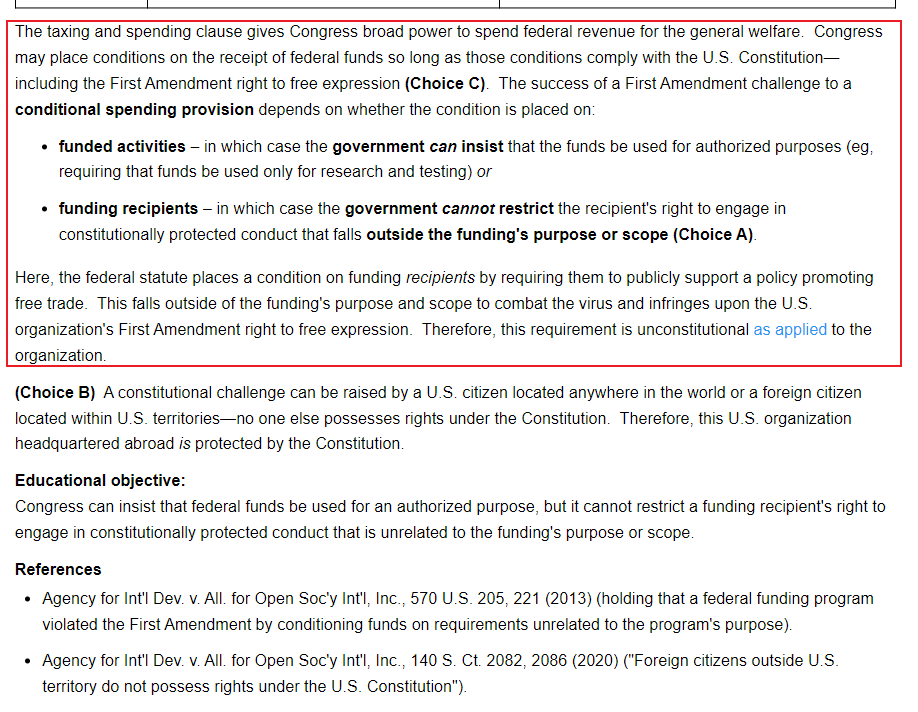 The taxing and spending clause gives Congress broad power to spend federal revenue for the general welfare.  Congress
may place conditions on the receipt of federal funds so long as those conditions comply with the U.S. Constitution—
including the First Amendment right to free expression (Choice C).  The success of a First Amendment challenge to a
conditional spending provision depends on whether the condition is placed on:
• funded activities – in which case the government can insist that the funds be used for authorized purposes (eg,
requiring that funds be used only for research and testing) or
• funding recipients – in which case the government cannot restrict the recipient's right to engage in
constitutionally protected conduct that falls outside the funding's purpose or scope (Choice A).
Here, the federal statute places a condition on funding recipients by requiring them to publicly support a policy promoting
free trade.  This falls outside of the funding's purpose and scope to combat the virus and infringes upon the U.S.
organization's First Amendment right to free expression.  Therefore, this requirement is unconstitutional as applied to the
organization.
(Choice B)  A constitutional challenge can be raised by a U.S. citizen located anywhere in the world or a foreign citizen
located within U.S. territories—no one else possesses rights under the Constitution.  Therefore, this U.S. organization
headquartered abroad is protected by the Constitution.
Educational objective:
Congress can insist that federal funds be used for an authorized purpose, but it cannot restrict a funding recipient's right to
engage in constitutionally protected conduct that is unrelated to the funding's purpose or scope.
References
• Agency for Int'l Dev. v. All. for Open Soc'y Int'l, Inc., 570 U.S. 205, 221 (2013) (holding that a federal funding program
violated the First Amendment by conditioning funds on requirements unrelated to the program's purpose).
• Agency for Int'l Dev. v. All. for Open Soc'y Int'l, Inc., 140 S. Ct. 2082, 2086 (2020) ("Foreign citizens outside U.S.
territory do not possess rights under the U.S. Constitution").